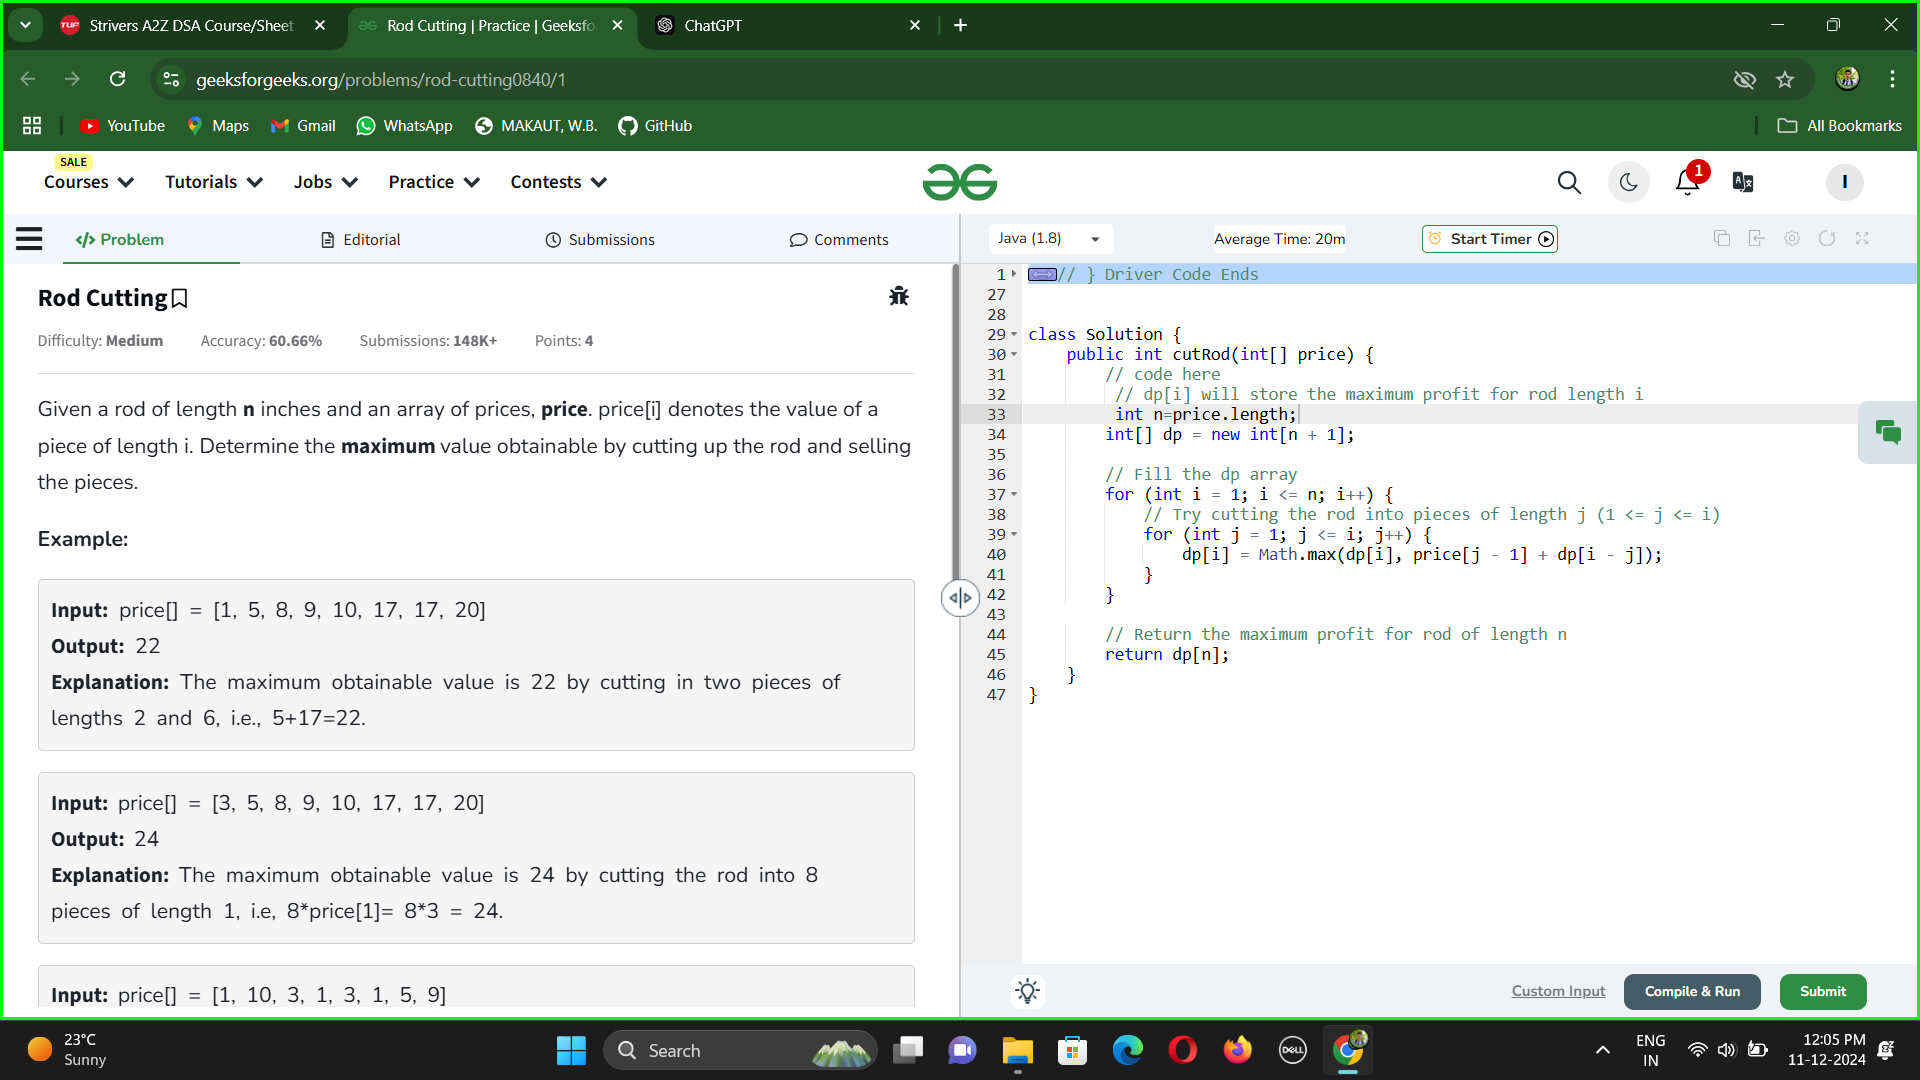 Strivers A2Z DSA Course/Sheet
Rod Cutting | Practice | Geeksfo
ChatGPT
geeksforgeeks.org/problems/rod-cutting0840/1
YouTube
Maps
Gmail
WhatsApp
MAKAUT, W.B.
GitHub
All Bookmarks
SALE
Courses
Tutorials
Jobs
Practice
Contests
1
I
</> Problem
Editorial
Submissions
Comments
Java (1.8)
Average Time: 20m
Start Timer
Rod Cutting
Difficulty: Medium
Accuracy: 60.66%
Submissions: 148K+
Points: 4
Given a rod of length n inches and an array of prices, price. price[i] denotes the value of a
piece of length i. Determine the maximum value obtainable by cutting up the rod and selling
the pieces.
Example:
Input: price[] = [1, 5, 8, 9, 10, 17, 17, 20]
Output: 22
Explanation: The maximum obtainable value is 22 by cutting in two pieces of
lengths 2 and 6, i.e., 5+17=22.
Input: price[] = [3, 5, 8, 9, 10, 17, 17, 20]
Output: 24
Explanation: The maximum obtainable value is 24 by cutting the rod into 8
pieces of length 1, i.e, 8*price[1]= 8*3 = 24.
Input: price[] = [1, 10, 3, 1, 3, 1, 5, 9]
1 // } Driver Code Ends
27
28
29 class Solution {
30 public int cutRod(int[] price) {
31 // code here
32 // dp[i] will store the maximum profit for rod length i
33 int n=price.length;
34 int[] dp = new int[n + 1];
35
36 // Fill the dp array
37 for (int i = 1; i <= n; i++) {
38 // Try cutting the rod into pieces of length j (1 <= j <= i)
39 for (int j = 1; j <= i; j++) {
40 dp[i] = Math.max(dp[i], price[j - 1] + dp[i - j]);
41 }
42 }
43
44 // Return the maximum profit for rod of length n
45 return dp[n];
46 }
47 }
Custom Input
Compile & Run
Submit
23°C
Sunny
Search
DELL
ENG
IN
12:05 PM
11-12-2024